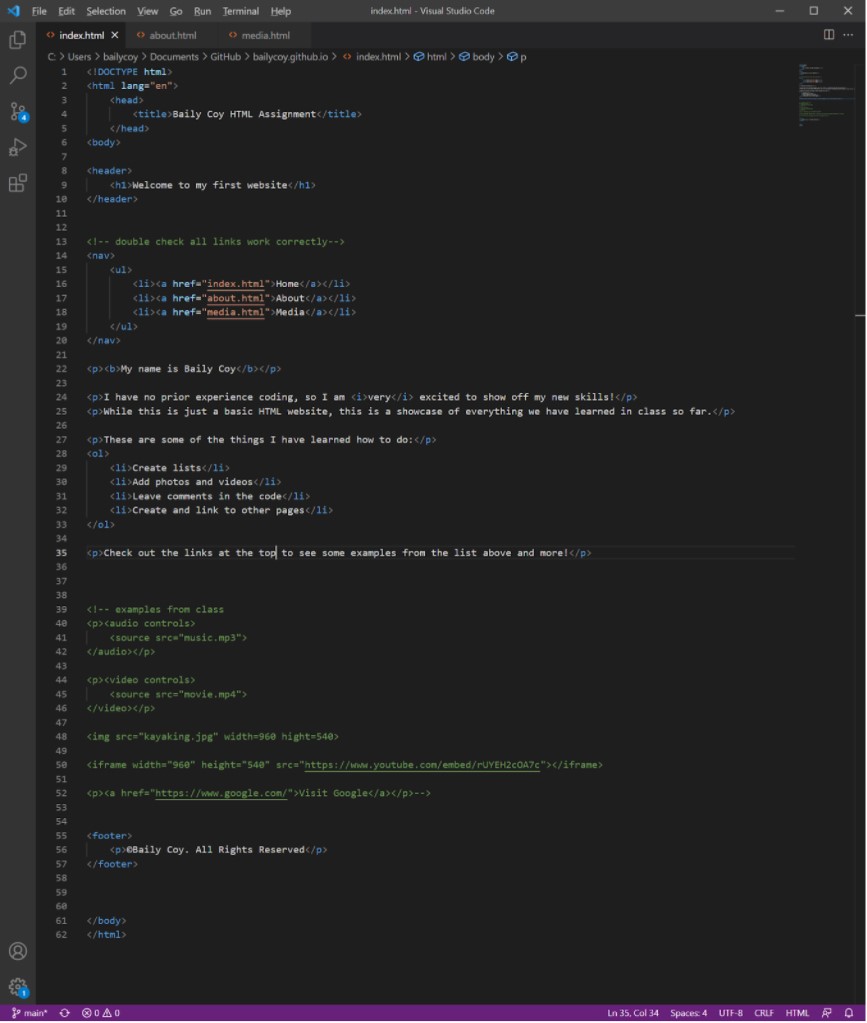 File Edit Selection View Go Run Terminal Help index.html - Visual Studio Code
index.html about.html media.html
C: > Users > bailycoy > Documents > GitHub > bailycoy.github.io > index.html > html > body > p
1 <!DOCTYPE html>
2 <html lang="en">
3 <head>
4 <title>Baily Coy HTML Assignment</title>
5 </head>
6 <body>
7
8 <header>
9 <h1>Welcome to my first website</h1>
10 </header>
11
12
13 <!-- double check all links work correctly-->
14 <nav>
15 <ul>
16 <li><a href="index.html">Home</a></li>
17 <li><a href="about.html">About</a></li>
18 <li><a href="media.html">Media</a></li>
19 </ul>
20 </nav>
21
22 <p><b>My name is Baily Coy</b></p>
23
24 <p>I have no prior experience coding, so I am <i>very</i> excited to show off my new skills!</p>
25 <p>While this is just a basic HTML website, this is a showcase of everything we have learned in class so far.</p>
26
27 <p>These are some of the things I have learned how to do:</p>
28 <ol>
29 <li>Create lists</li>
30 <li>Add photos and videos</li>
31 <li>Leave comments in the code</li>
32 <li>Create and link to other pages</li>
33 </ol>
34
35 <p>Check out the links at the top to see some examples from the list above and more!</p>
36
37
38
39 <!-- examples from class
40 <p><audio controls>
41 <source src="music.mp3">
42 </audio></p>
43
44 <p><video controls>
45 <source src="movie.mp4">
46 </video></p>
47
48 <img src="kayaking.jpg" width=960 hight=540>
49
50 <iframe width="960" height="540" src="https://www.youtube.com/embed/rUYEH2cOA7c"></iframe>
51
52 <p><a href="https://www.google.com/">Visit Google</a></p>-->
53
54
55 <footer>
56 <p>©Baily Coy. All Rights Reserved</p>
57 </footer>
58
59
60
61 </body>
62 </html>
4
1
main* 0 0 Ln 35, Col 34 Spaces: 4 UTF-8 CRLF HTML